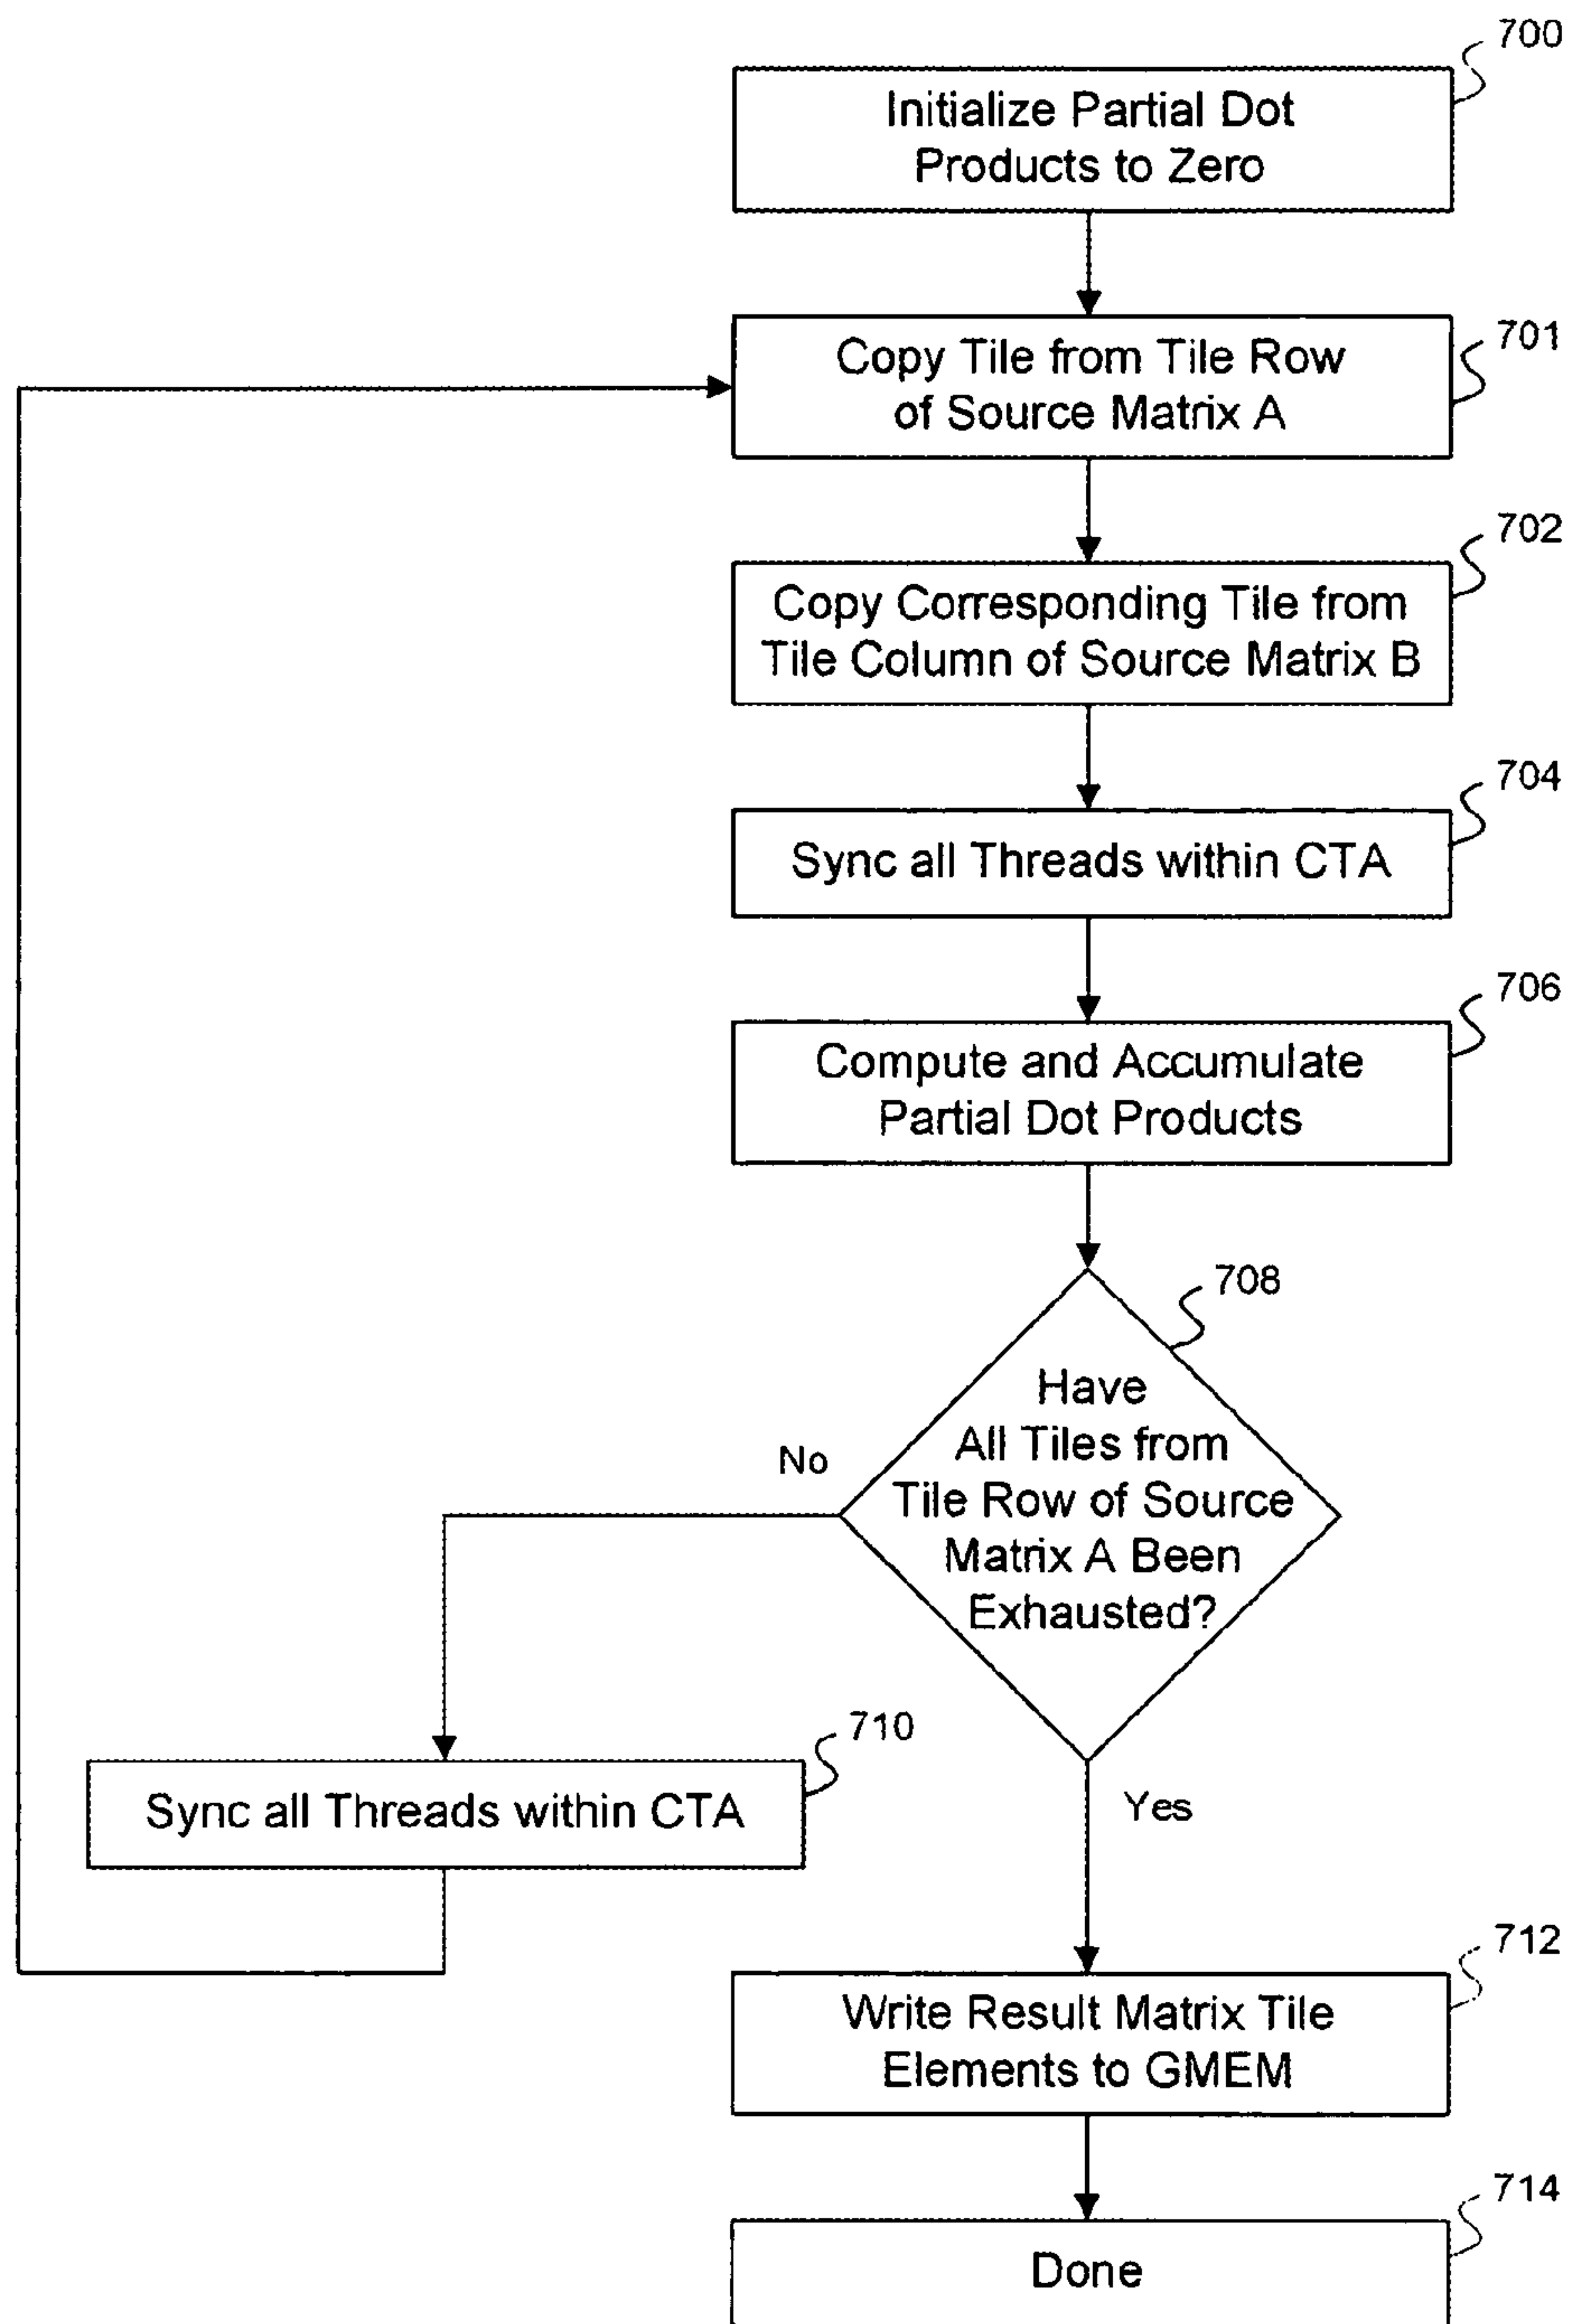 700
Initialize Partial Dot
Products to Zero
701
Copy Tile from Tile Row
of Source Matrix A
702
Copy Corresponding Tile from
Tile Column of Source Matrix B
704
Sync all Threads within CTA
706
Compute and Accumulate
Partial Dot Products
708
Have
All Tiles from
Tile Row of Source
Matrix A Been
Exhausted?
No
710
Sync all Threads within CTA
Yes
712
Write Result Matrix Tile
Elements to GMEM
714
Done